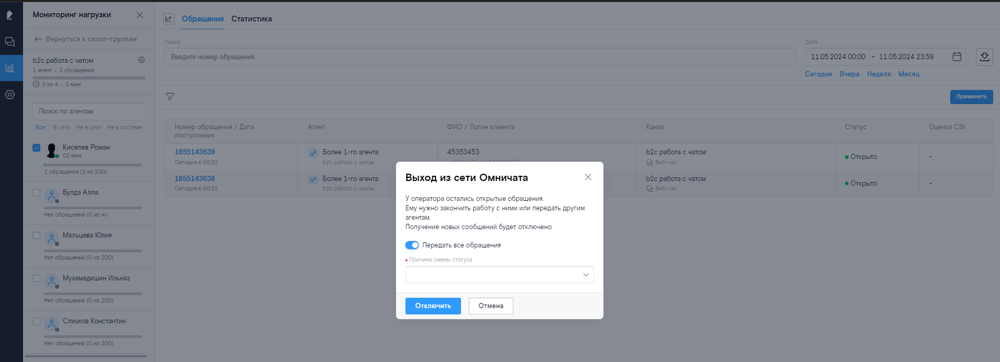 Мониторинг нагрузки
Вернуться к скилл-группам
b2c работа с чатом
1 агент • 2 обращения
0 из 4 • 0 мин
Поиск по агентам
Все В сети Не в сети Не в системе
Киселев Роман
02 мин.
2 обращения (2 из 200)
Булда Алла
Нет обращений (0 из ∞)
Мальцева Юлия
Нет обращений (0 из 200)
Мухамадишин Ильназ
Нет обращений (0 из 200)
Слизков Константин
Нет обращений (0 из 200)
Обращения Статистика
Поиск
Введите номер обращения
Дата
11.05.2024 00:00 – 11.05.2024 23:59
Сегодня Вчера Неделя Месяц
Применить
Номер обращения / Дата
поступления
Агент
ФИО / Логин клиента
Канал
Статус
Оценка CSI
1855143639
Сегодня в 00:22
Более 1-го агента
b2c работа с чатом
45353453
b2c работа с чатом
Веб-чат
Открыто
-
1855143638
Сегодня в 00:21
Более 1-го агента
b2c работа с чатом
b2c работа с чатом
Веб-чат
Открыто
-
Выход из сети Омничата
У оператора остались открытые обращения.
Ему нужно закончить работу с ними или передать другим
агентам.
Получение новых сообщений будет отключено
Передать все обращения
Причина смены статуса
Отключить
Отмена